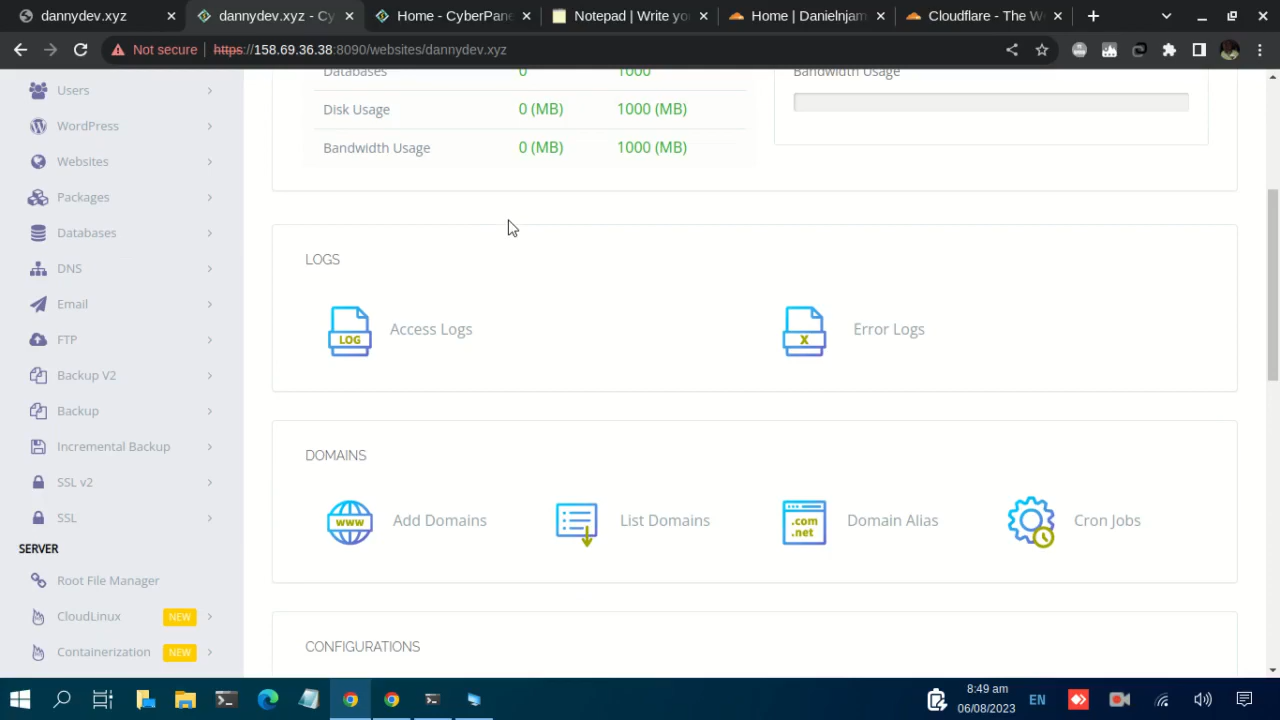 dannydev.xyz
dannydev.xyz - Cy
Home - CyberPane
Notepad | Write yo
Home | Danielnjam
Cloudflare - The W
Not secure
https://158.69.36.38:8090/websites/dannydev.xyz
Users
WordPress
Websites
Packages
Databases
DNS
Email
FTP
Backup V2
Backup
Incremental Backup
SSL v2
SSL
SERVER
Root File Manager
CloudLinux NEW
Containerization NEW
Databases 0 1000
Disk Usage 0 (MB) 1000 (MB)
Bandwidth Usage 0 (MB) 1000 (MB)
Bandwidth Usage
LOGS
LOG Access Logs
X Error Logs
DOMAINS
www Add Domains
List Domains
.com
.net
Domain Alias
Cron Jobs
CONFIGURATIONS
EN
8:49 am
06/08/2023